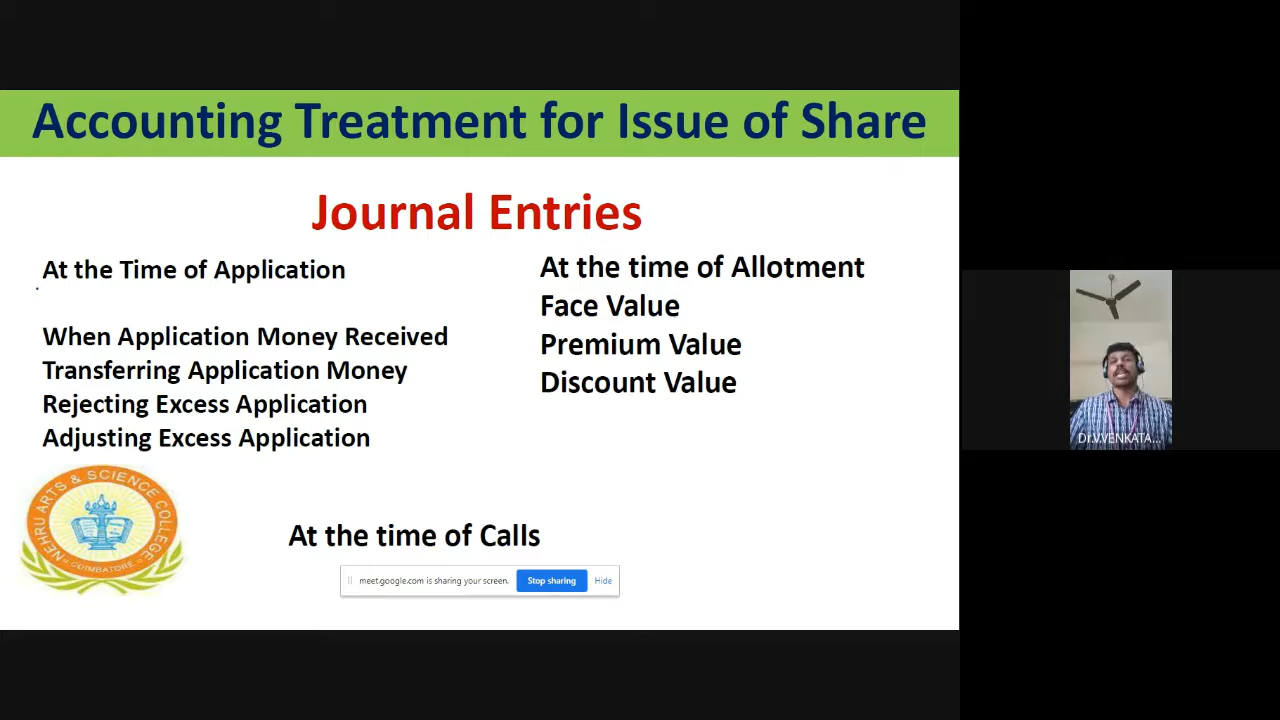 Accounting Treatment for Issue of Share
Journal Entries
At the Time of Application
When Application Money Received
Transferring Application Money
Rejecting Excess Application
Adjusting Excess Application
At the time of Allotment
Face Value
Premium Value
Discount Value
NEHRU ARTS & SCIENCE COLLEGE
COIMBATORE
At the time of Calls
meet.google.com is sharing your screen. Stop sharing Hide
Dr.V.VENKATA...